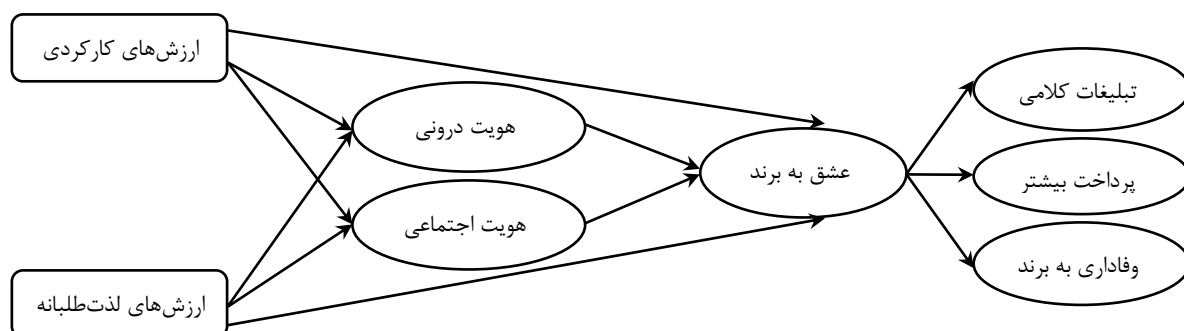 ارزش‌های کارکردی
تبلیغات کلامی
هویت درونی
عشق به برند
پرداخت بیشتر
هویت اجتماعی
وفاداری به برند
ارزش‌های لذت‌طلبانه